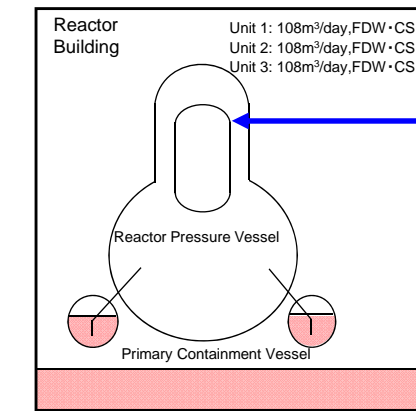 Reactor
Building
Unit 1: 108m³/day,FDW・CS
Unit 2: 108m³/day,FDW・CS
Unit 3: 108m³/day,FDW・CS
Reactor Pressure Vessel
Primary Containment Vessel